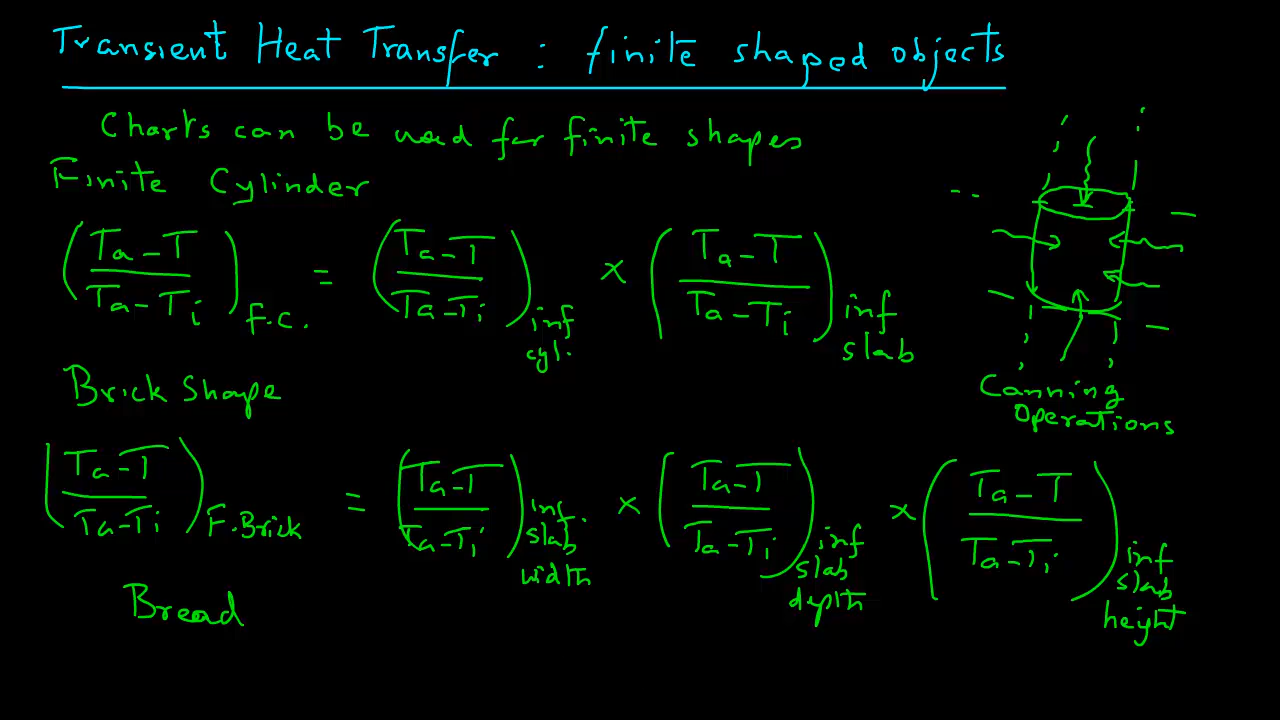 Transient Heat Transfer : finite shaped objects
Charts can be used for finite shapes
Finite Cylinder
(Ta-T / Ta-Ti) F.C. = (Ta-T / Ta-Ti) inf cyl. × (Ta-T / Ta-Ti) inf slab
Canning
Operations
Brick Shape
(Ta-T / Ta-Ti) F.Brick = (Ta-T / Ta-Ti) inf. slab width × (Ta-T / Ta-Ti) inf slab depth × (Ta-T / Ta-Ti) inf slab height
Bread